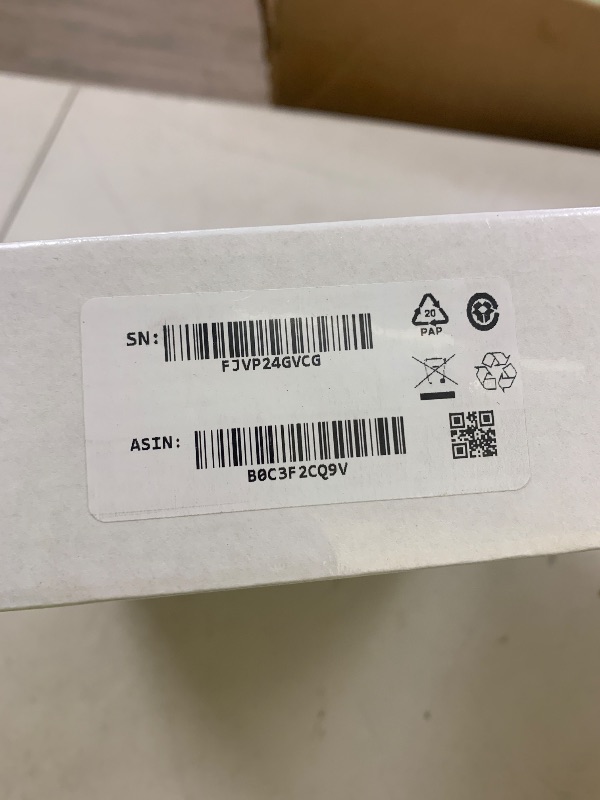 SN:
FJVP24GVCG
20
PAP
ASIN:
B0C3F2CQ9V